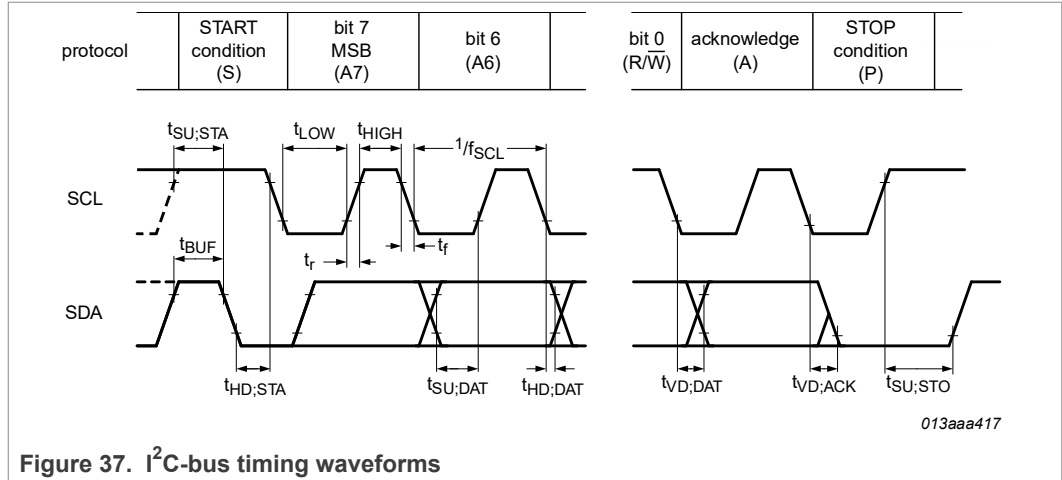 protocol
START
condition
(S)
bit 7
MSB
(A7)
bit 6
(A6)
bit 0
(R/W̅)
acknowledge
(A)
STOP
condition
(P)
tSU;STA
tLOW
tHIGH
1/fSCL
SCL
tBUF
tr
tf
SDA
tHD;STA
tSU;DAT
tHD;DAT
tVD;DAT
tVD;ACK
tSU;STO
013aaa417
Figure 37. I²C-bus timing waveforms